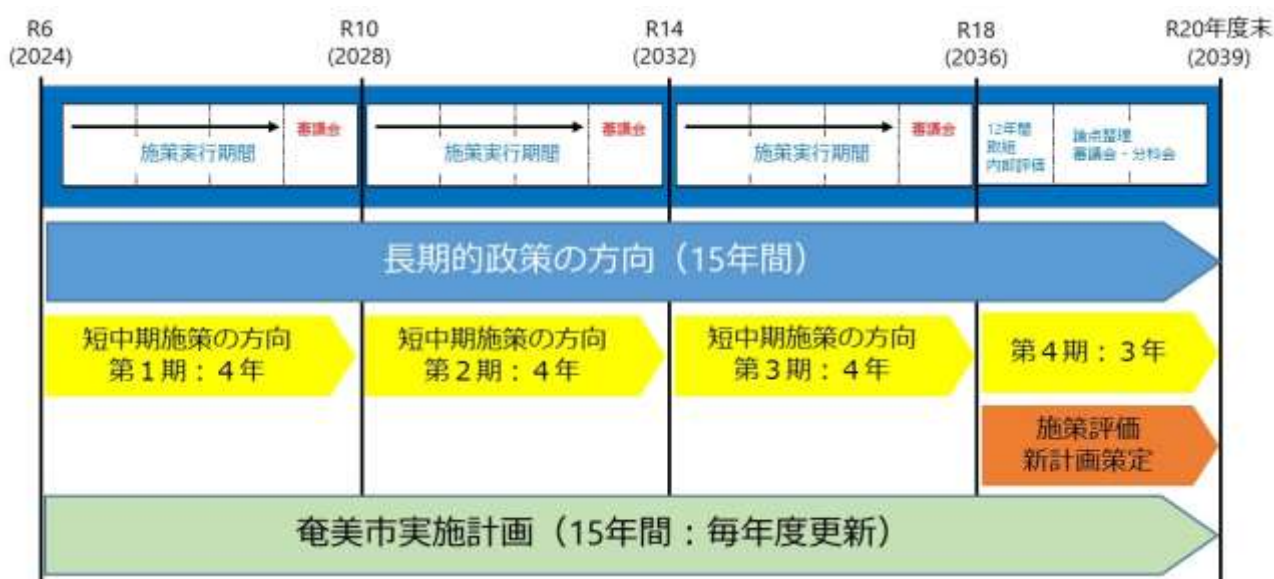 R6
(2024)
R10
(2028)
R14
(2032)
R18
(2036)
R20年度末
(2039)
施策実行期間
審議会
施策実行期間
審議会
施策実行期間
審議会
12年間
取組
内部評価
論点整理
審議会・分科会
長期的政策の方向（15年間）
短中期施策の方向
第１期：４年
短中期施策の方向
第２期：４年
短中期施策の方向
第３期：４年
第４期：３年
施策評価
新計画策定
奄美市実施計画（15年間：毎年度更新）